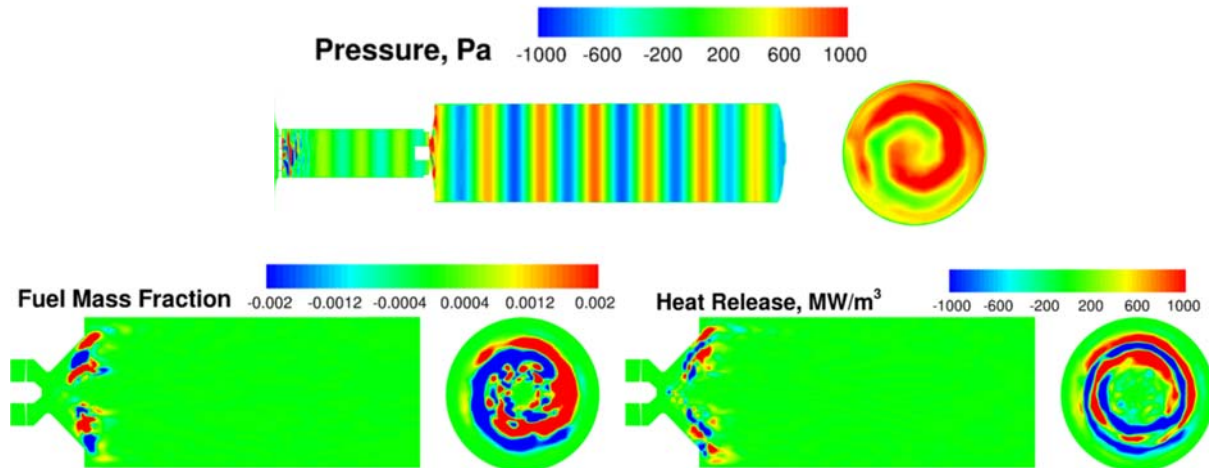 Pressure, Pa
-1000 -600 -200 200 600 1000
-0.002 -0.0012 -0.0004 0.0004 0.0012 0.002
Fuel Mass Fraction
-1000 -600 -200 200 600 1000
Heat Release, MW/m³